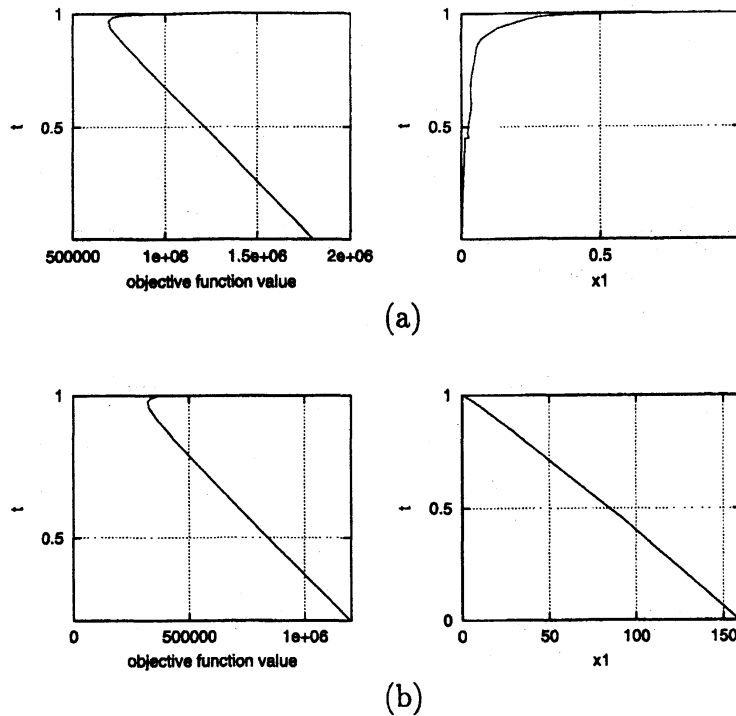 1
0.5
t
500000 1e+06 1.5e+06 2e+06
objective function value
1
0.5
t
0 0.5
x1
(a)
1
0.5
t
0 500000 1e+06
objective function value
1
0.5
0
t
0 50 100 150
x1
(b)